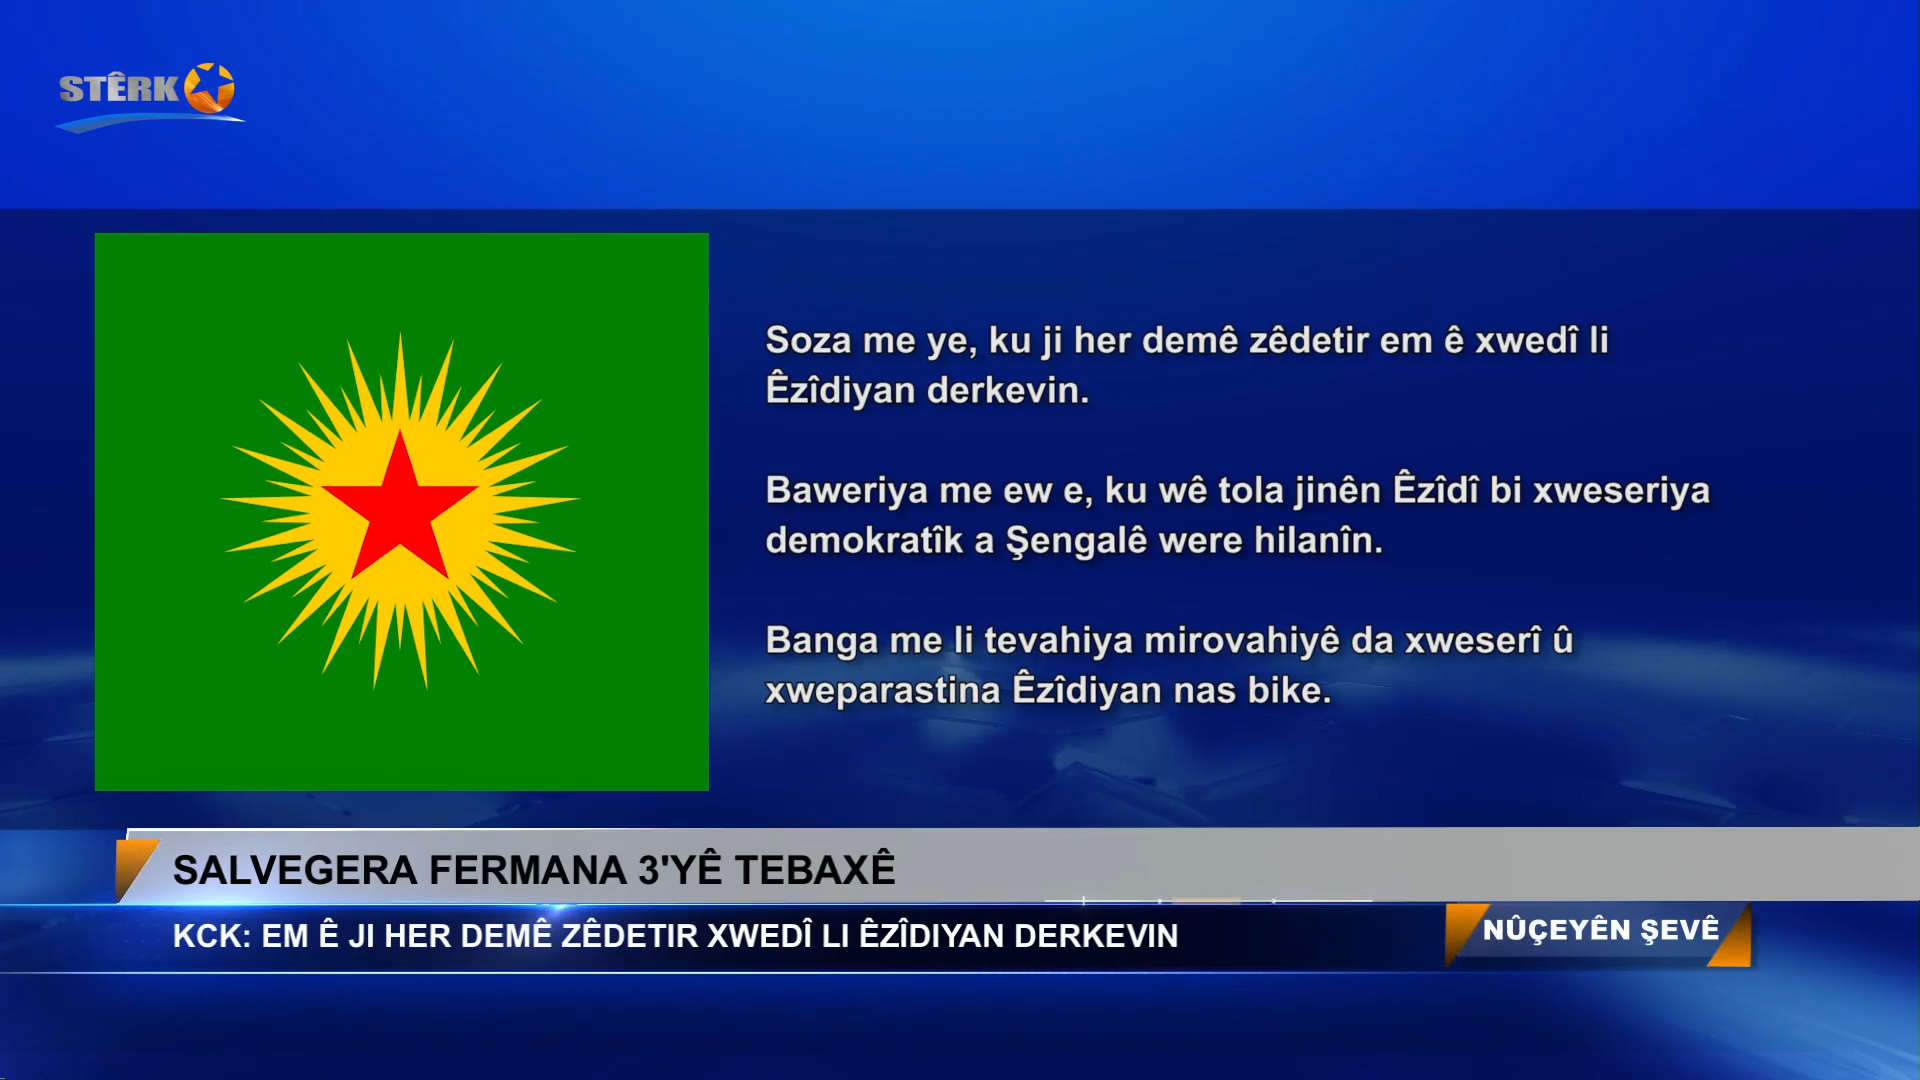 STÊRK
Soza me ye, ku ji her demê zêdetir em ê xwedî li
Êzîdiyan derkevin.
Baweriya me ew e, ku wê tola jinên Êzîdî bi xweseriya
demokratîk a Şengalê were hilanîn.
Banga me li tevahiya mirovahiyê da xweserî û
xweparastina Êzîdiyan nas bike.
SALVEGERA FERMANA 3'YÊ TEBAXÊ
KCK: EM Ê JI HER DEMÊ ZÊDETIR XWEDÎ LI ÊZÎDIYAN DERKEVIN
NÛÇEYÊN ŞEVÊ